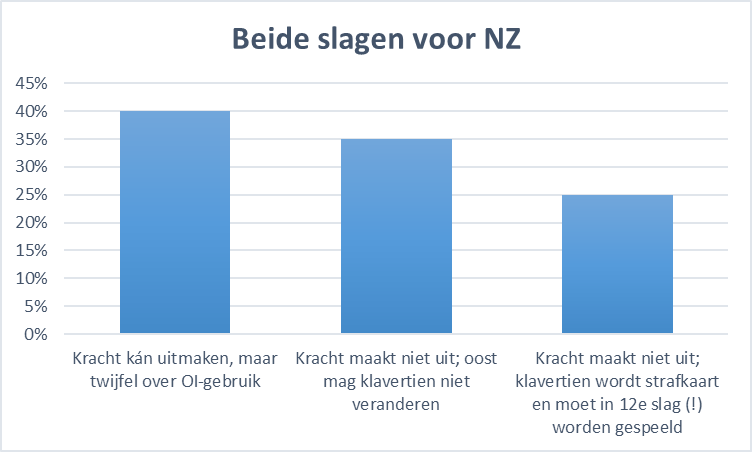 Beide slagen voor NZ
45%
40%
35%
30%
25%
20%
15%
10%
5%
0%
Kracht kán uitmaken, maar
twijfel over OI-gebruik
Kracht maakt niet uit; oost
mag klavertien niet
veranderen
Kracht maakt niet uit;
klavertien wordt strafkaart
en moet in 12e slag (!)
worden gespeeld